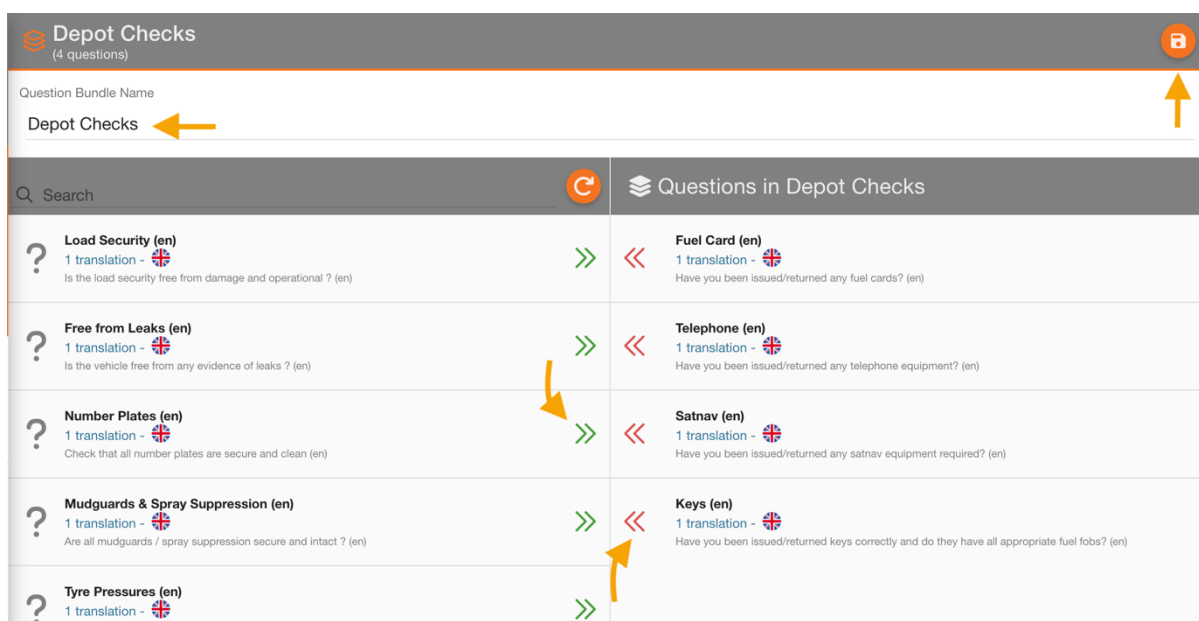 Depot Checks
(4 questions)
Question Bundle Name
Depot Checks
Search
Load Security (en)
1 translation -
Is the load security free from damage and operational ? (en)
Free from Leaks (en)
1 translation -
Is the vehicle free from any evidence of leaks ? (en)
Number Plates (en)
1 translation -
Check that all number plates are secure and clean (en)
Mudguards & Spray Suppression (en)
1 translation -
Are all mudguards / spray suppression secure and intact ? (en)
Tyre Pressures (en)
1 translation -
Questions in Depot Checks
Fuel Card (en)
1 translation -
Have you been issued/returned any fuel cards? (en)
Telephone (en)
1 translation -
Have you been issued/returned any telephone equipment? (en)
Satnav (en)
1 translation -
Have you been issued/returned any satnav equipment required? (en)
Keys (en)
1 translation -
Have you been issued/returned keys correctly and do they have all appropriate fuel fobs? (en)